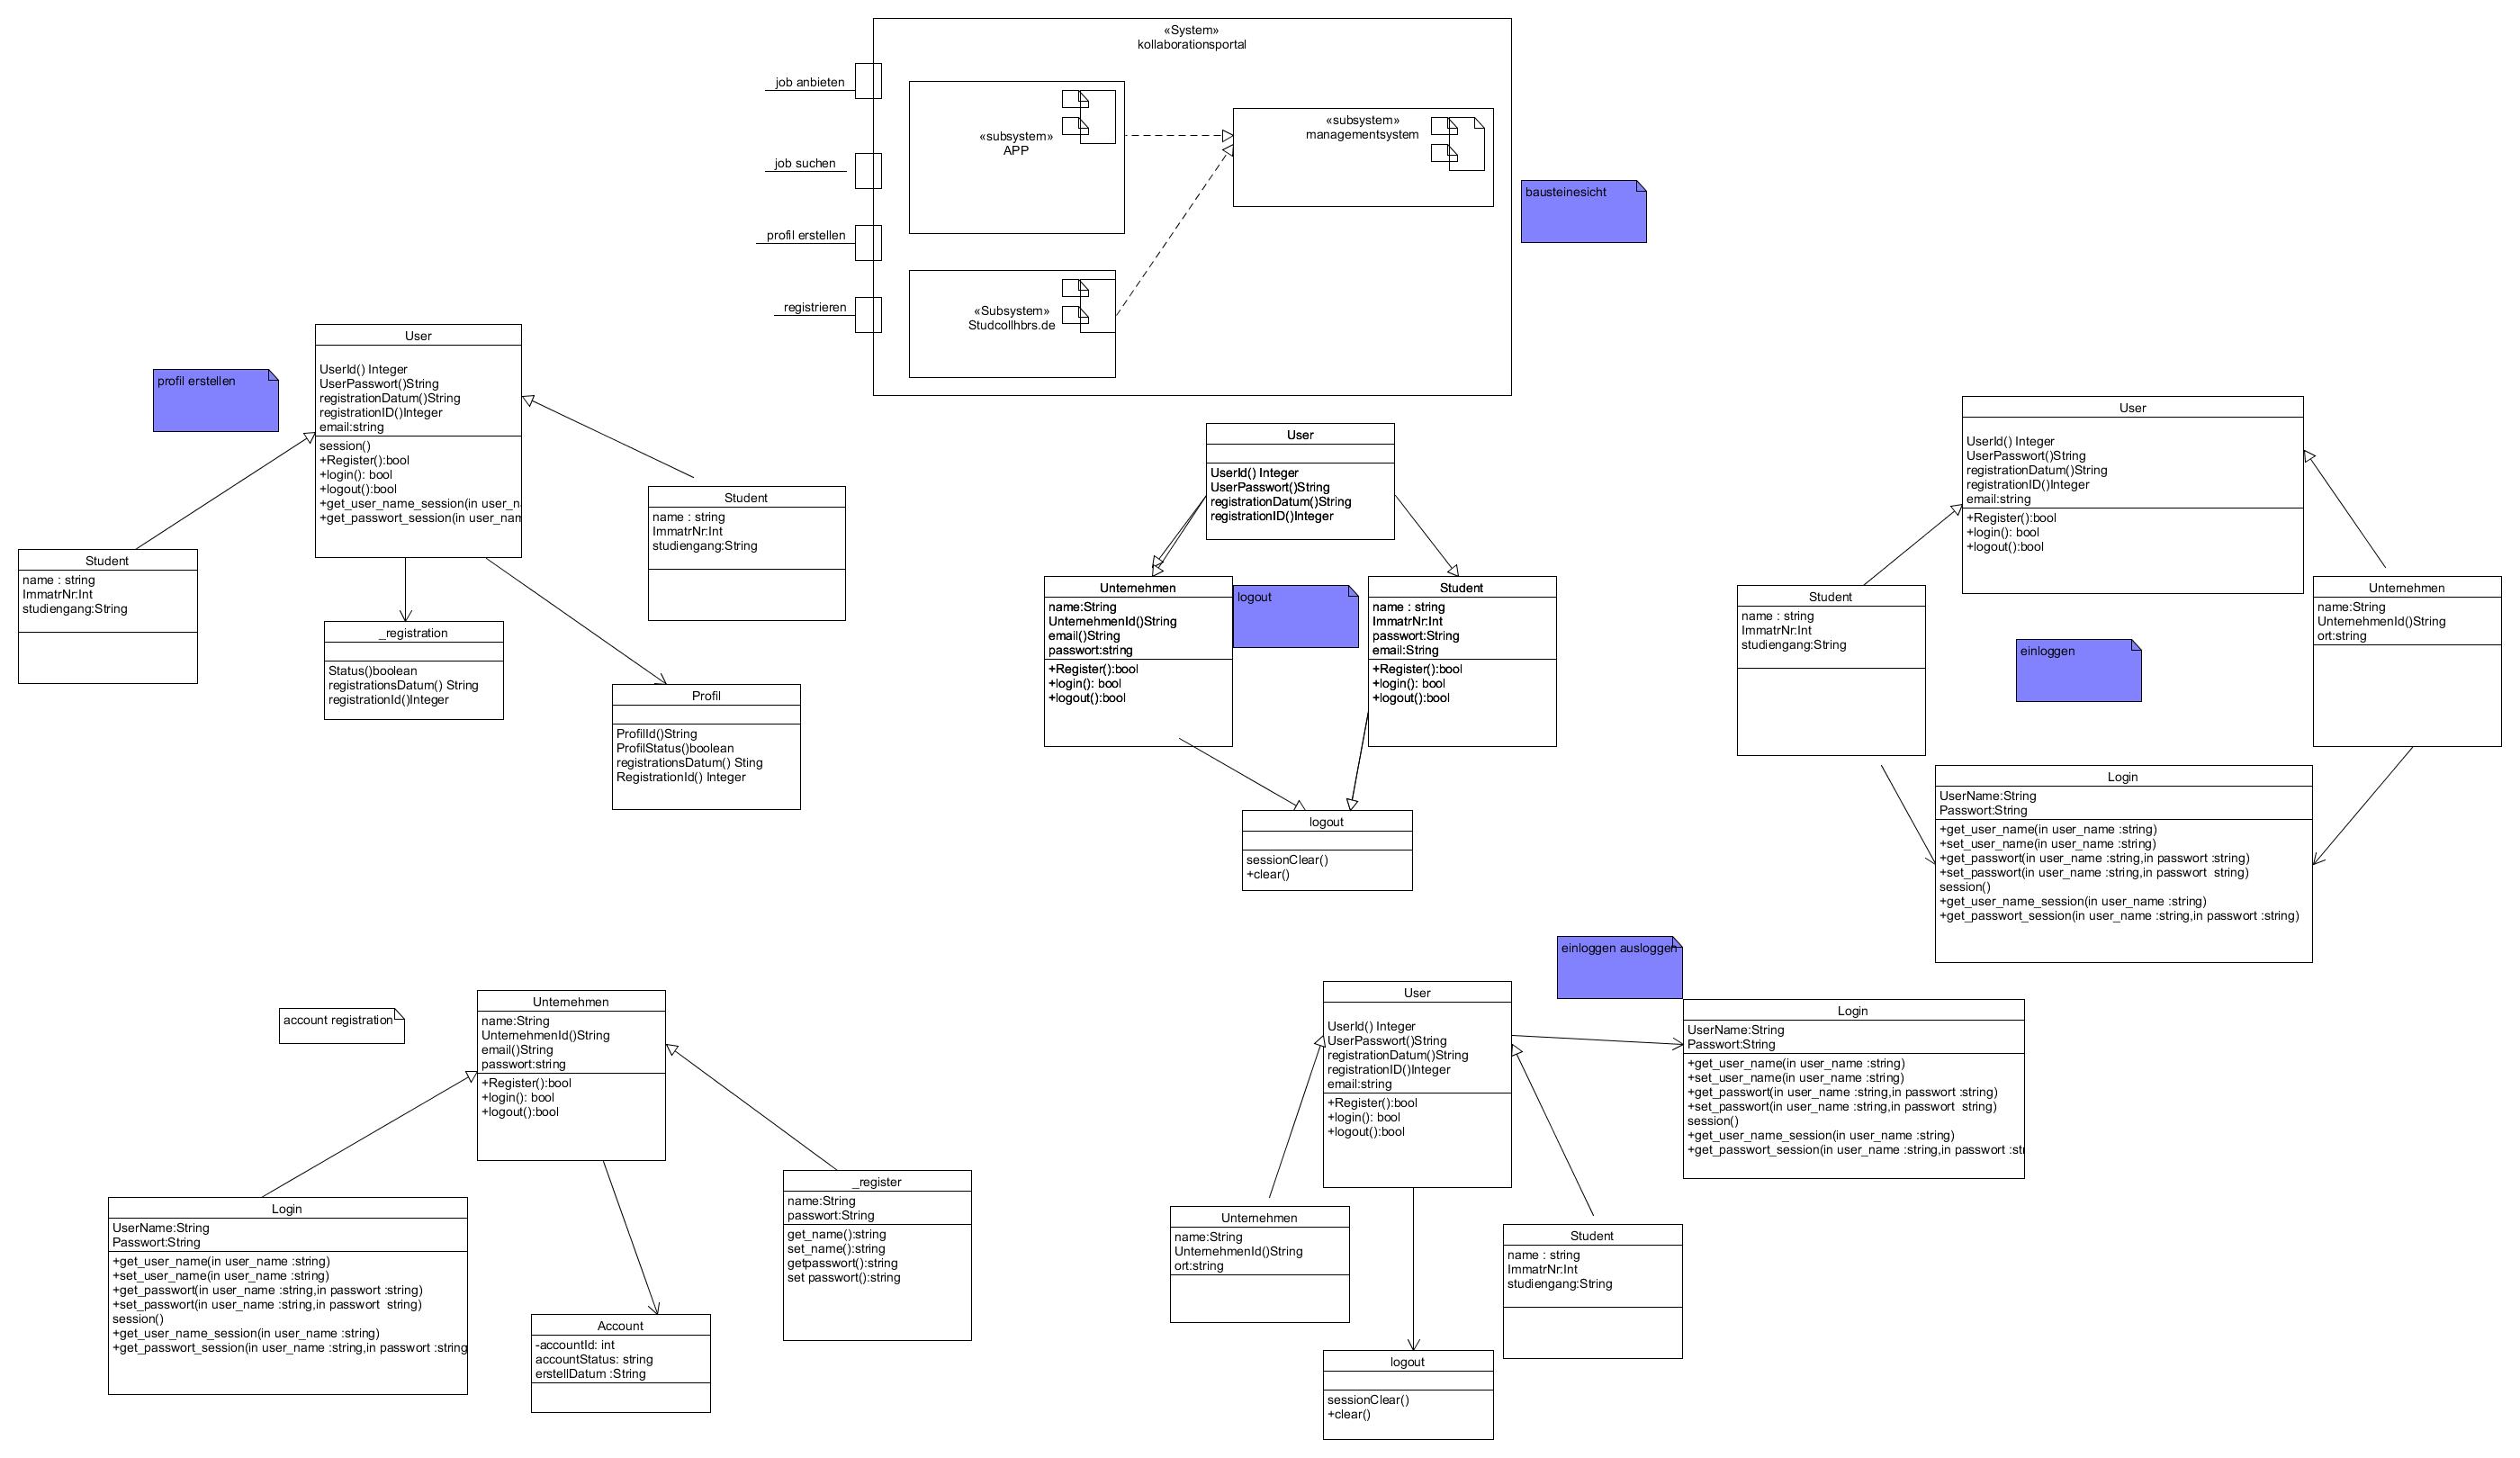 «System»
kollaborationsportal
job anbieten
job suchen
profil erstellen
registrieren
«subsystem»
APP
«subsystem»
managementsystem
«Subsystem»
Studcollhbrs.de
bausteinesicht
profil erstellen
User
UserId() Integer
UserPasswort()String
registrationDatum()String
registrationID()Integer
email:string
session()
+Register():bool
+login(): bool
+logout():bool
+get_user_name_session(in user_n
+get_passwort_session(in user_nan
Student
name : string
ImmatrNr:Int
studiengang:String
Student
name : string
ImmatrNr:Int
studiengang:String
_registration
Status()boolean
registrationsDatum() String
registrationId()Integer
Profil
ProfilId()String
ProfilStatus()boolean
registrationsDatum() Sting
RegistrationId() Integer
User
UserId() Integer
UserPasswort()String
registrationDatum()String
registrationID()Integer
Unternehmen
name:String
UnternehmenId()String
email()String
passwort:string
+Register():bool
+login(): bool
+logout():bool
logout
Student
name : string
ImmatrNr:Int
passwort:String
email:String
+Register():bool
+login(): bool
+logout():bool
logout
sessionClear()
+clear()
User
UserId() Integer
UserPasswort()String
registrationDatum()String
registrationID()Integer
email:string
+Register():bool
+login(): bool
+logout():bool
Student
name : string
ImmatrNr:Int
studiengang:String
einloggen
Unternehmen
name:String
UnternehmenId()String
ort:string
Login
UserName:String
Passwort:String
+get_user_name(in user_name :string)
+set_user_name(in user_name :string)
+get_passwort(in user_name :string,in passwort :string)
+set_passwort(in user_name :string,in passwort  string)
session()
+get_user_name_session(in user_name :string)
+get_passwort_session(in user_name :string,in passwort :string)
account registration
Unternehmen
name:String
UnternehmenId()String
email()String
passwort:string
+Register():bool
+login(): bool
+logout():bool
Login
UserName:String
Passwort:String
+get_user_name(in user_name :string)
+set_user_name(in user_name :string)
+get_passwort(in user_name :string,in passwort :string)
+set_passwort(in user_name :string,in passwort  string)
session()
+get_user_name_session(in user_name :string)
+get_passwort_session(in user_name :string,in passwort :string
_register
name:String
passwort:String
get_name():string
set_name():string
getpasswort():string
set passwort():string
Account
-accountId: int
accountStatus: string
erstellDatum :String
einloggen ausloggen
User
UserId() Integer
UserPasswort()String
registrationDatum()String
registrationID()Integer
email:string
+Register():bool
+login(): bool
+logout():bool
Login
UserName:String
Passwort:String
+get_user_name(in user_name :string)
+set_user_name(in user_name :string)
+get_passwort(in user_name :string,in passwort :string)
+set_passwort(in user_name :string,in passwort  string)
session()
+get_user_name_session(in user_name :string)
+get_passwort_session(in user_name :string,in passwort :stri
Unternehmen
name:String
UnternehmenId()String
ort:string
Student
name : string
ImmatrNr:Int
studiengang:String
logout
sessionClear()
+clear()